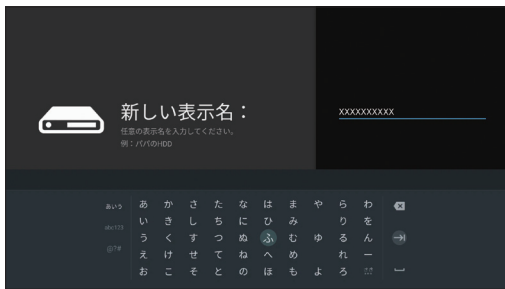 新しい表示名：
任意の表示名を入力してください。
例：パパのHDD
XXXXXXXXXX
あいう
abc123
@?#
あ か さ た な は ま や ら わ
い き し ち に ひ み り を
う く す つ ぬ ふ む ゆ る ん
え け せ て ね へ め れ ー
お こ そ と の ほ も よ ろ